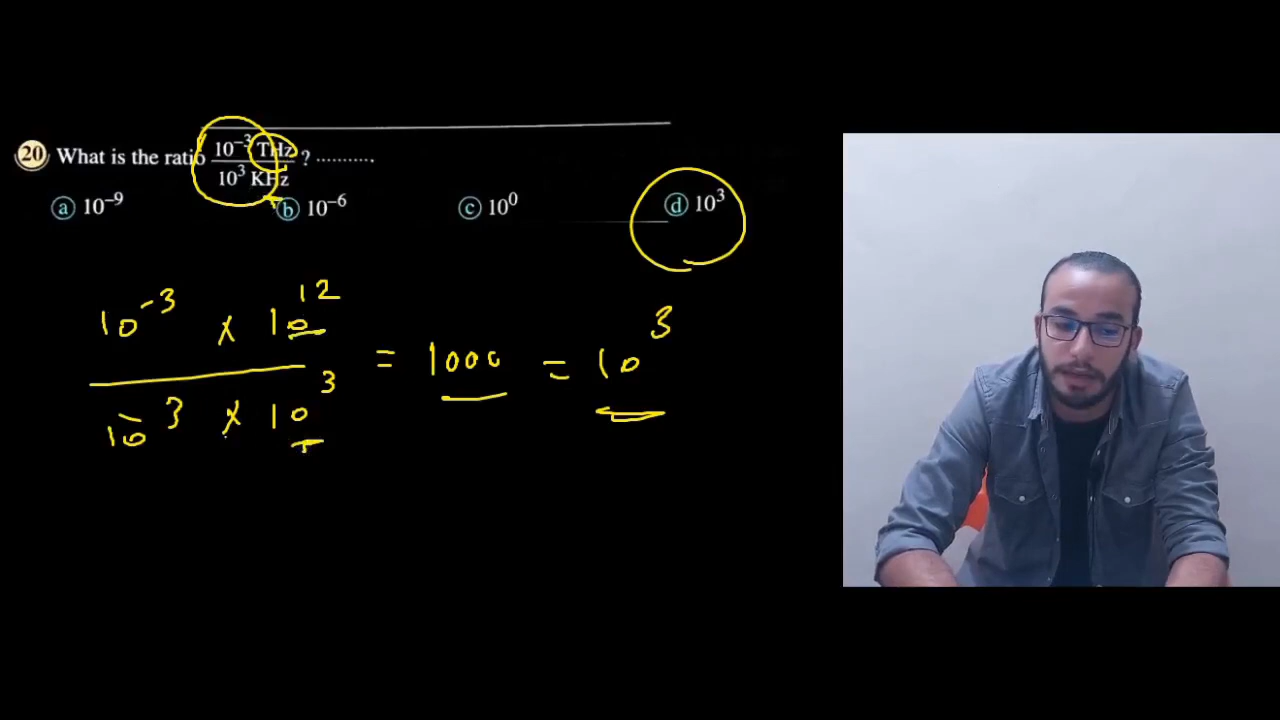 20 What is the ratio 10⁻³ THz / 10³ KHz ? ..........
a 10⁻⁹ b 10⁻⁶ c 10⁰ d 10³
10⁻³ x 10¹² / 10³ x 10³ = 1000 = 10³